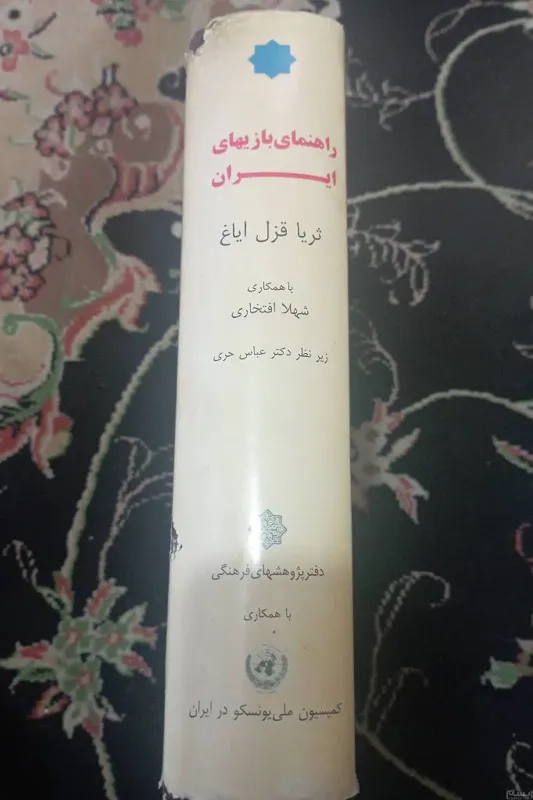 راهنمای بازیهای
ایران
ثریا قزل ایاغ
با همکاری
شهلا افتخاری
زیر نظر دکتر عباس حری
دفتر پژوهشهای فرهنگی
با همکاری
کمیسیون ملی یونسکو در ایران